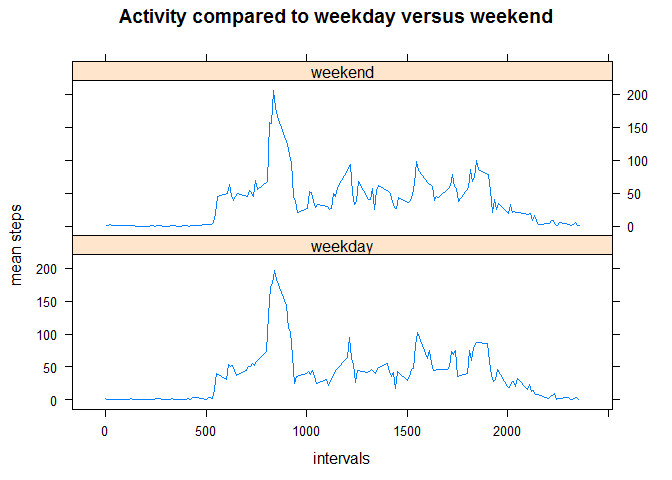 Activity compared to weekday versus weekend
weekend
200
150
100
50
0
weekday
200
150
100
50
0
mean steps
0 500 1000 1500 2000
intervals